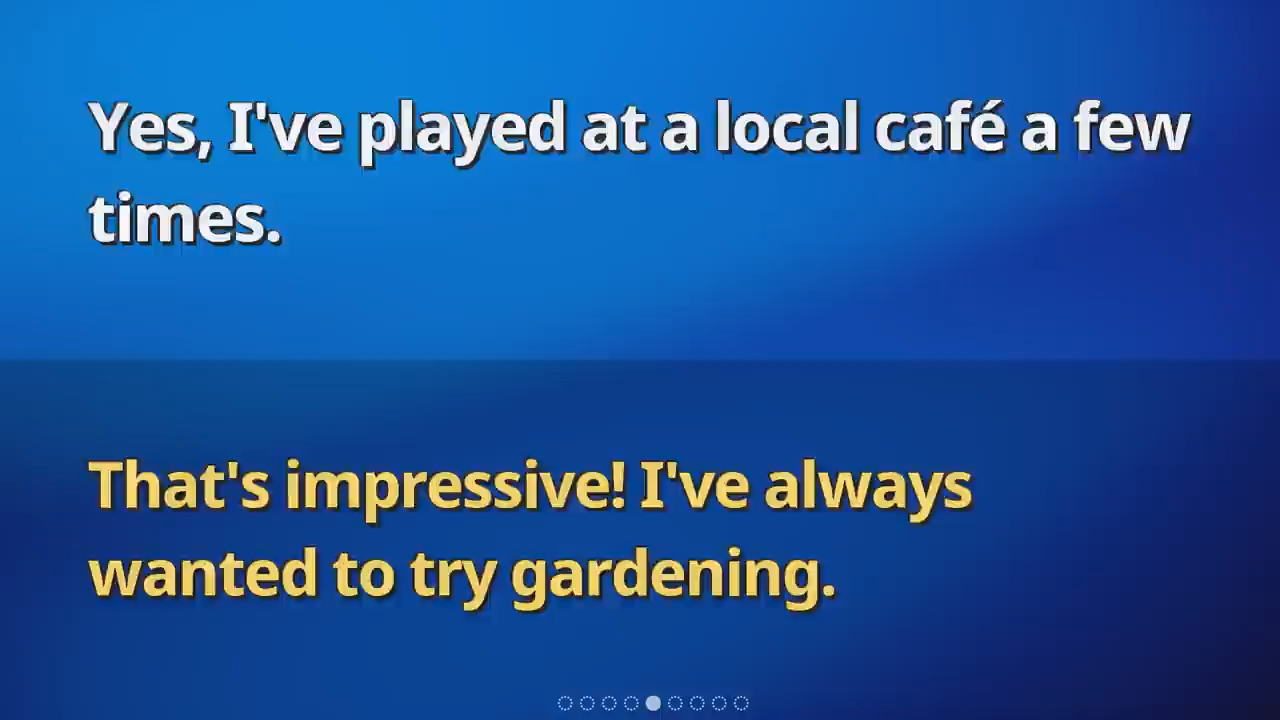 Yes, I've played at a local café a few
times.
That's impressive! I've always
wanted to try gardening.